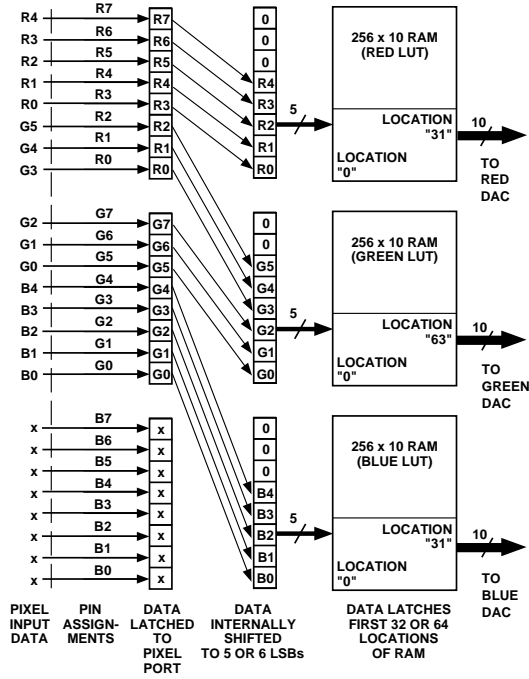 R4 R7 R7 0
R3 R6 R6 0
R2 R5 R5 0
R1 R4 R4 R4
R0 R3 R3 R3
G5 R2 R2 R2
G4 R1 R1 R1
G3 R0 R0 R0
5
256 x 10 RAM
(RED LUT)
LOCATION
"31"
LOCATION
"0"
10
TO
RED
DAC
G2 G7 G7 0
G1 G6 G6 0
G0 G5 G5 G5
B4 G4 G4 G4
B3 G3 G3 G3
B2 G2 G2 G2
B1 G1 G1 G1
B0 G0 G0 G0
5
256 x 10 RAM
(GREEN LUT)
LOCATION
"63"
LOCATION
"0"
10
TO
GREEN
DAC
x B7 x 0
x B6 x 0
x B5 x 0
x B4 x B4
x B3 x B3
x B2 x B2
x B1 x B1
x B0 x B0
5
256 x 10 RAM
(BLUE LUT)
LOCATION
"31"
LOCATION
"0"
10
TO
BLUE
DAC
PIXEL
INPUT
DATA
PIN
ASSIGN-
MENTS
DATA
LATCHED
TO
PIXEL
PORT
DATA
INTERNALLY
SHIFTED
TO 5 OR 6 LSBs
DATA LATCHES
FIRST 32 OR 64
LOCATIONS
OF RAM